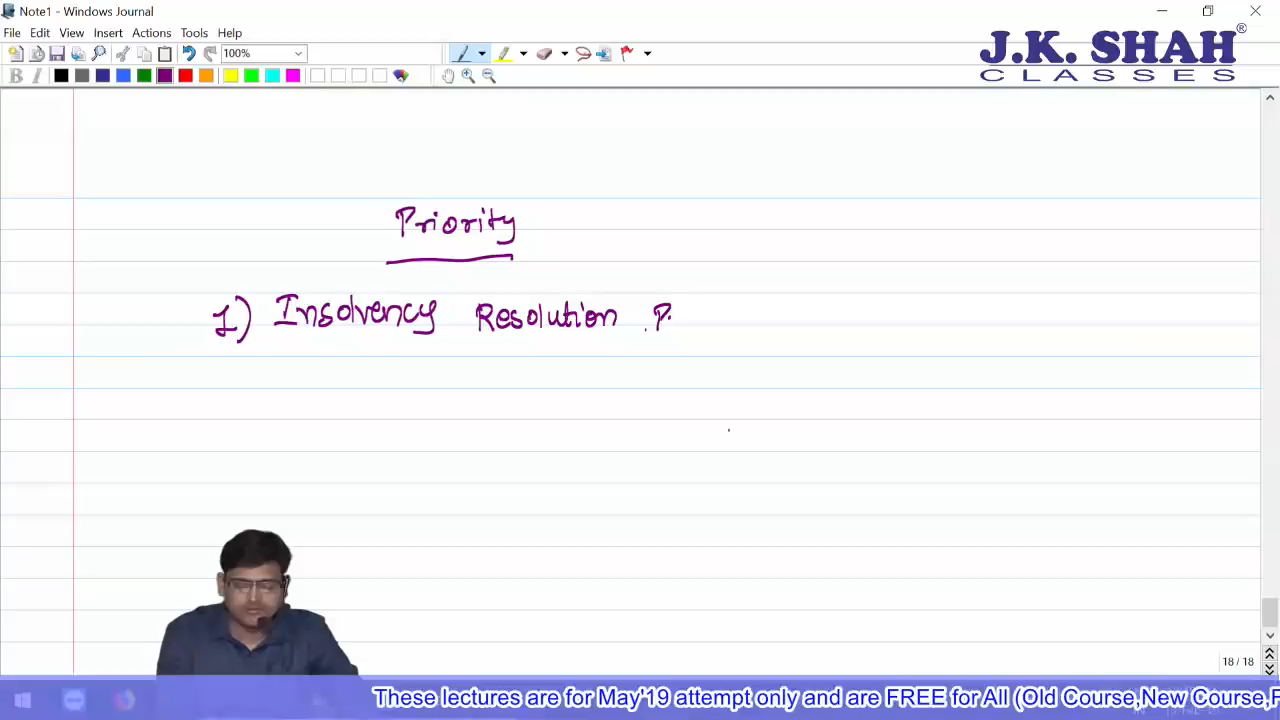 Note1 - Windows Journal
File Edit View Insert Actions Tools Help
100%
B I
J.K. SHAH®
CLASSES
Priority
1) Insolvency Resolution P
18 / 18
These lectures are for May'19 attempt only and are FREE for All (Old Course,New Course,F